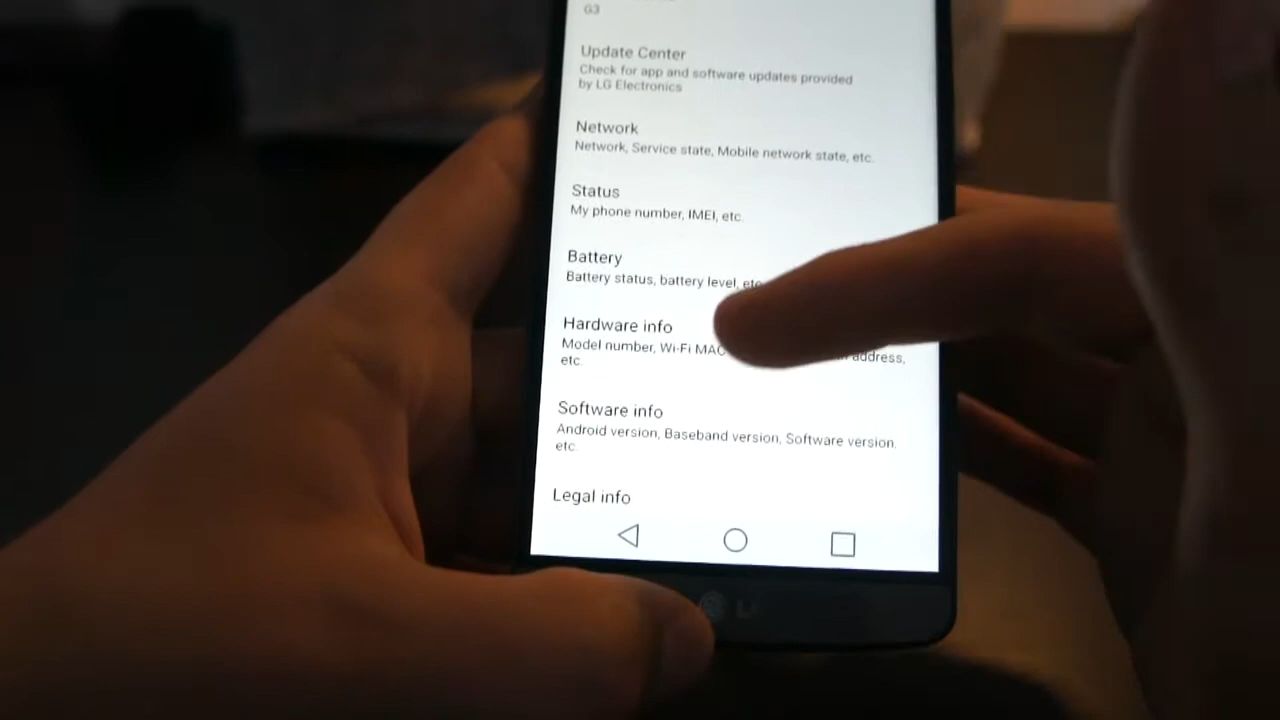 G3
Update Center
Check for app and software updates provided
by LG Electronics
Network
Network, Service state, Mobile network state, etc.
Status
My phone number, IMEI, etc.
Battery
Battery status, battery level, etc
Hardware info
Model number, Wi-Fi MAC address,
etc.
Software info
Android version, Baseband version, Software version,
etc.
Legal info
LG